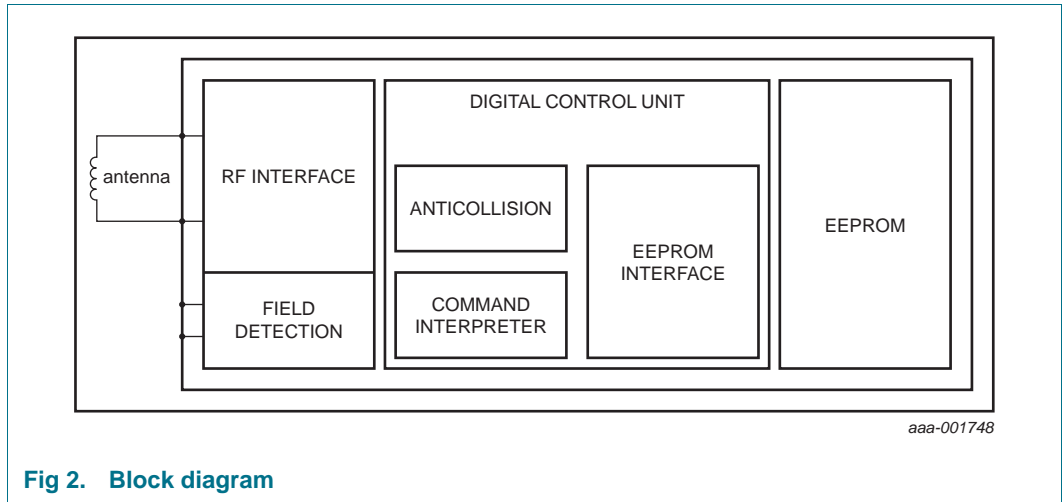 DIGITAL CONTROL UNIT
antenna
RF INTERFACE
ANTICOLLISION
EEPROM
INTERFACE
EEPROM
FIELD
DETECTION
COMMAND
INTERPRETER
aaa-001748
Fig 2. Block diagram